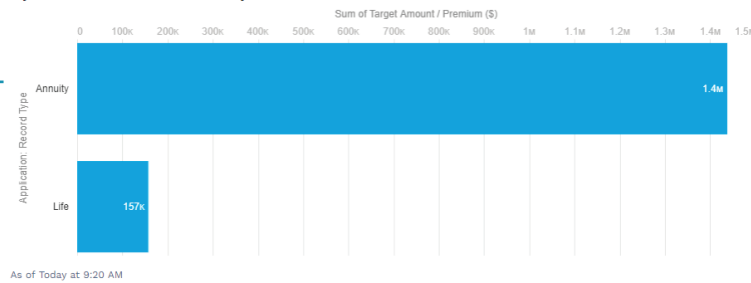 Sum of Target Amount / Premium ($)
0 100K 200K 300K 400K 500K 600K 700K 800K 900K 1M 1.1M 1.2M 1.3M 1.4M
Application: Record Type
Annuity
1.4M
Life
157K
As of Today at 9:20 AM